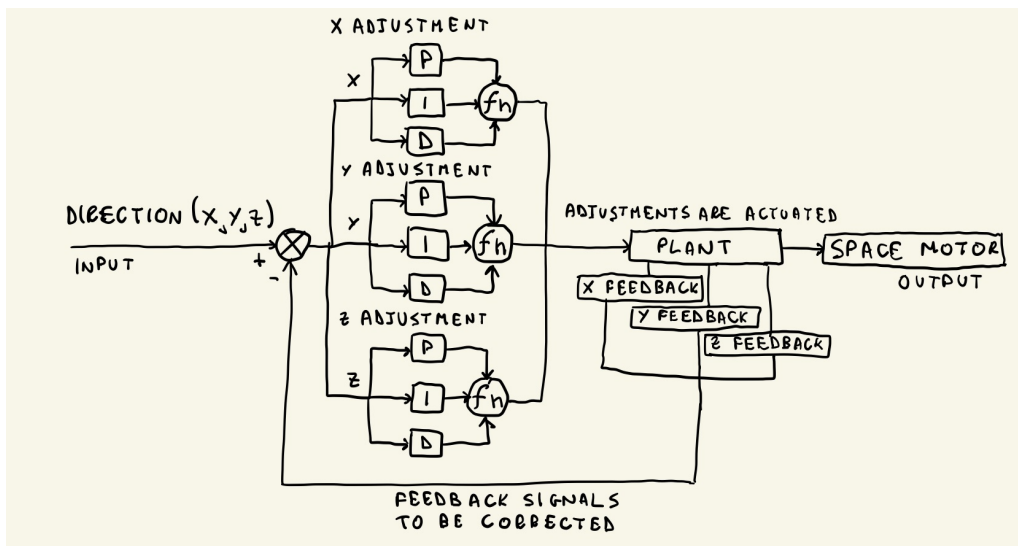 X ADJUSTMENT
X
P
I
D
fn
Y ADJUSTMENT
Y
P
I
D
fn
Z ADJUSTMENT
Z
P
I
D
fn
DIRECTION (X, Y, Z)
INPUT
+
-
ADJUSTMENTS ARE ACTUATED
PLANT
SPACE MOTOR
OUTPUT
X FEEDBACK
Y FEEDBACK
Z FEEDBACK
FEEDBACK SIGNALS
TO BE CORRECTED